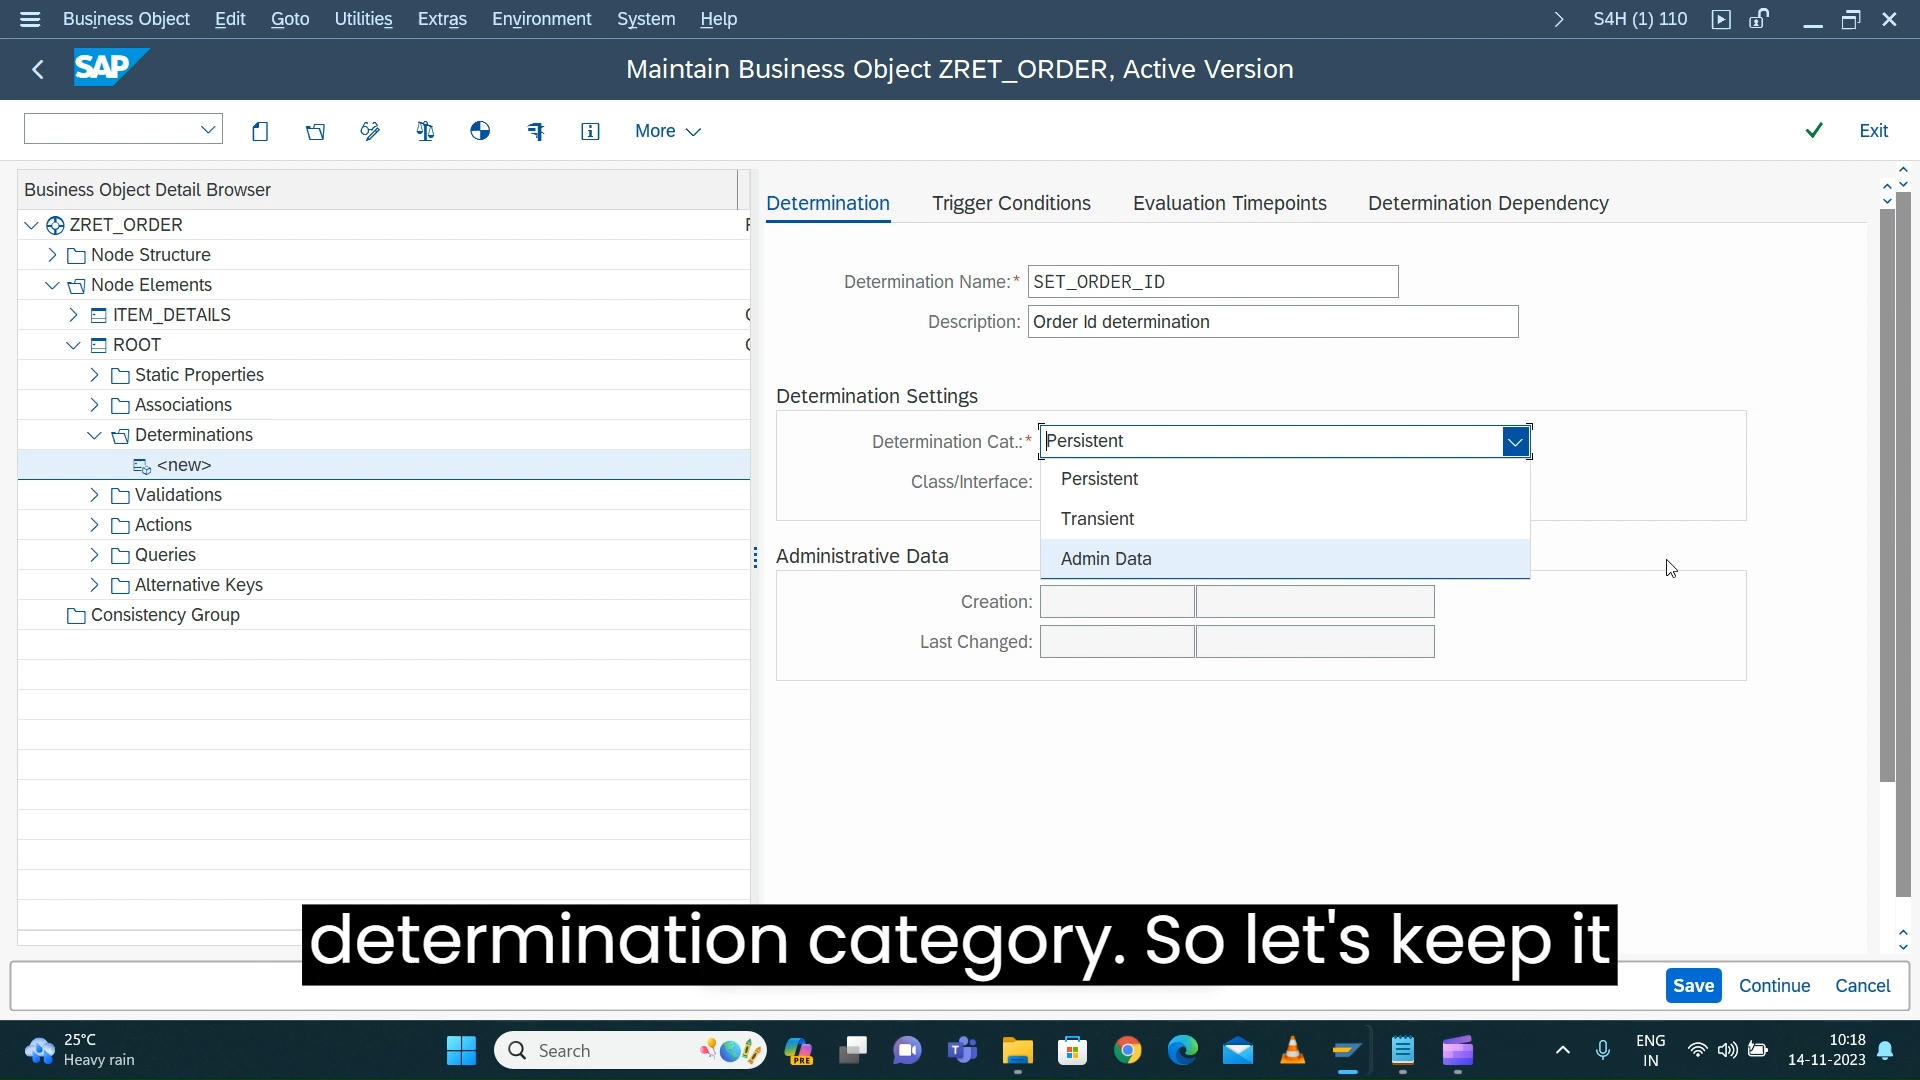 Business Object Edit Goto Utilities Extras Environment System Help S4H (1) 110
SAP Maintain Business Object ZRET_ORDER, Active Version
More Exit
Business Object Detail Browser
ZRET_ORDER
Node Structure
Node Elements
ITEM_DETAILS
ROOT
Static Properties
Associations
Determinations
<new>
Validations
Actions
Queries
Alternative Keys
Consistency Group
Determination Trigger Conditions Evaluation Timepoints Determination Dependency
Determination Name:* SET_ORDER_ID
Description: Order Id determination
Determination Settings
Determination Cat.:* Persistent
Class/Interface:
Persistent
Transient
Admin Data
Administrative Data
Creation:
Last Changed:
determination category. So let's keep it
Save Continue Cancel
25°C
Heavy rain
Search
PRE
ENG
IN
10:18
14-11-2023